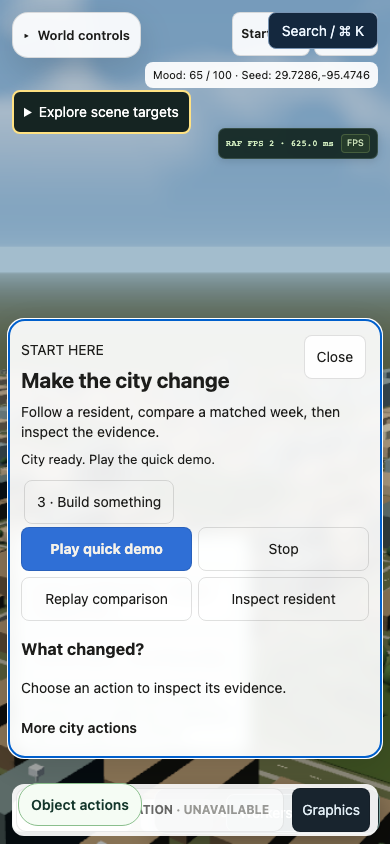 ▸ World controls
Star
Search / ⌘ K
Mood: 65 / 100 · Seed: 29.7286,-95.4746
▶ Explore scene targets
RAF FPS 2 · 625.0 ms FPS
START HERE
Close
Make the city change
Follow a resident, compare a matched week, then
inspect the evidence.
City ready. Play the quick demo.
3 · Build something
Play quick demo
Stop
Replay comparison
Inspect resident
What changed?
Choose an action to inspect its evidence.
More city actions
Object actions
ATION · UNAVAILABLE
Graphics